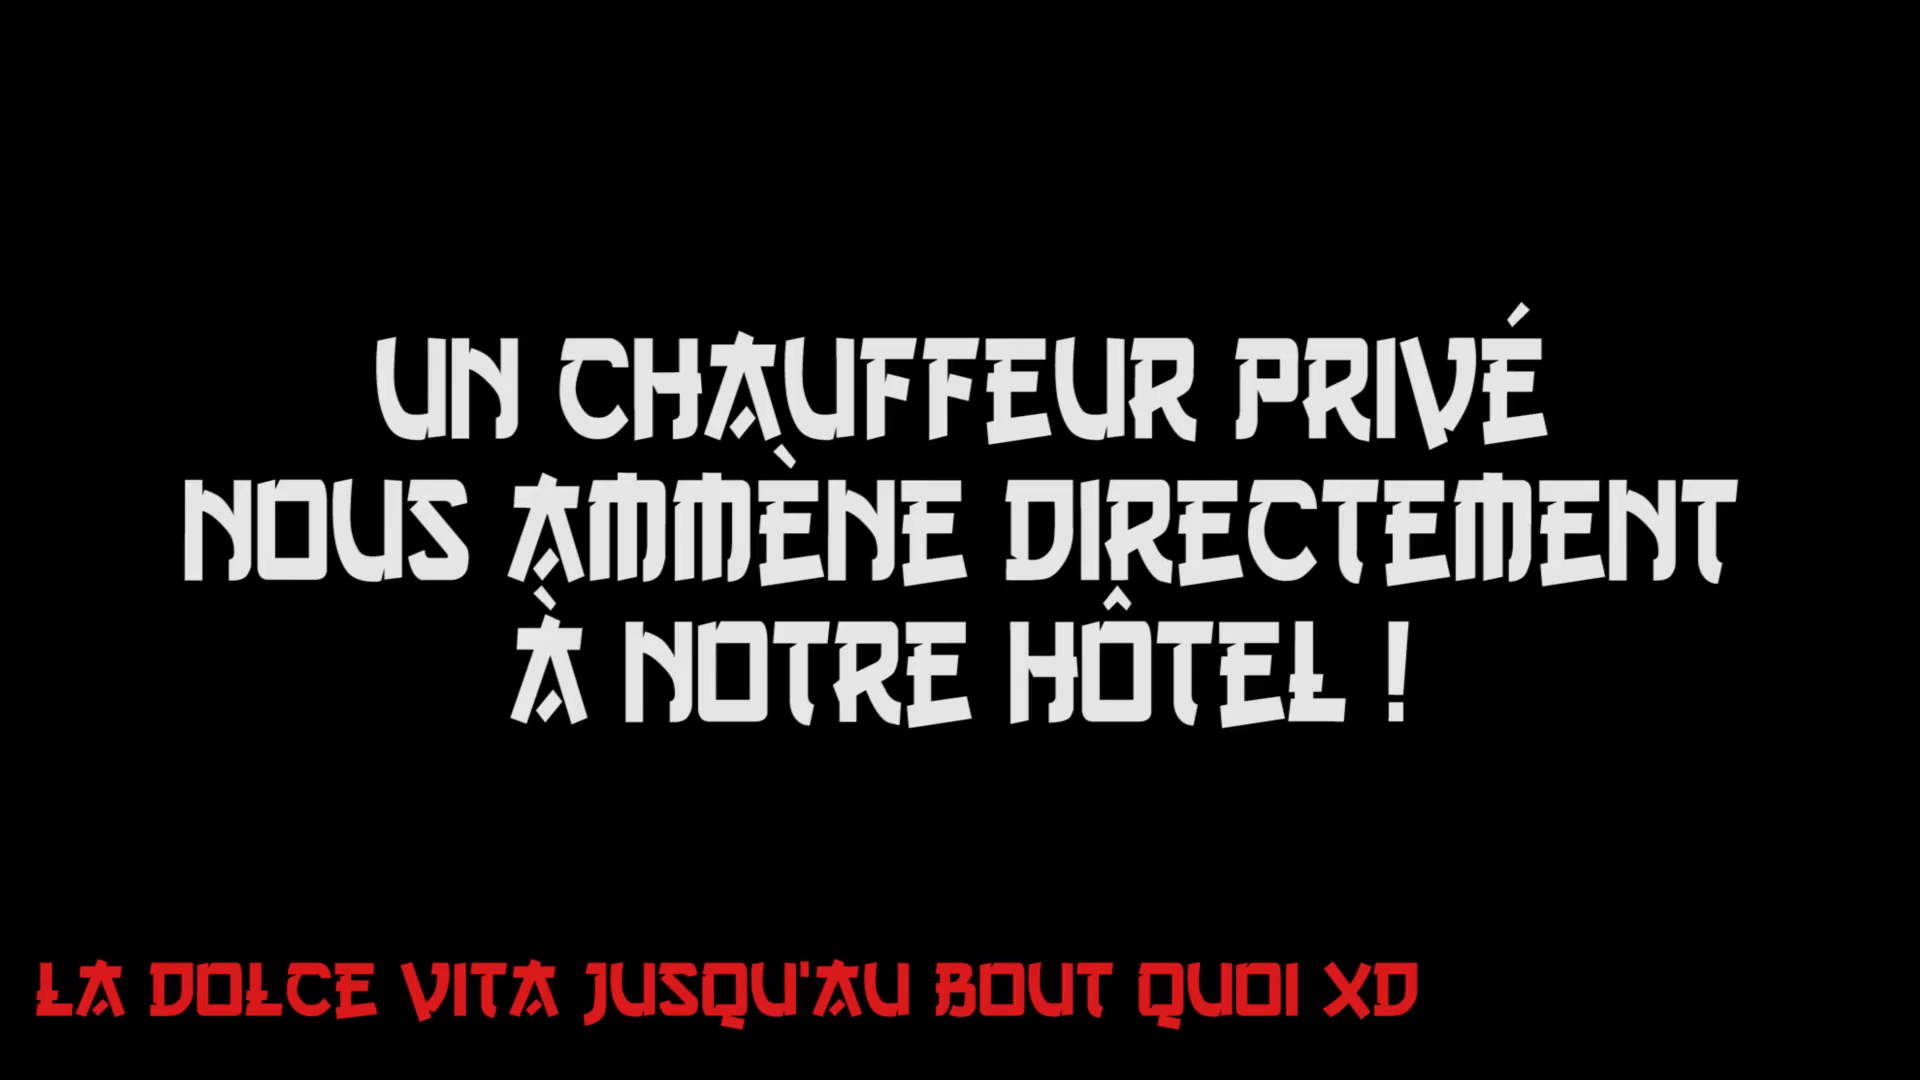 UN CHAUFFEUR PRIVÉ
NOUS AMMÈNE DIRECTEMENT
À NOTRE HÔTEL !
LA DOLCE VITA JUSQU'AU BOUT QUOI XD